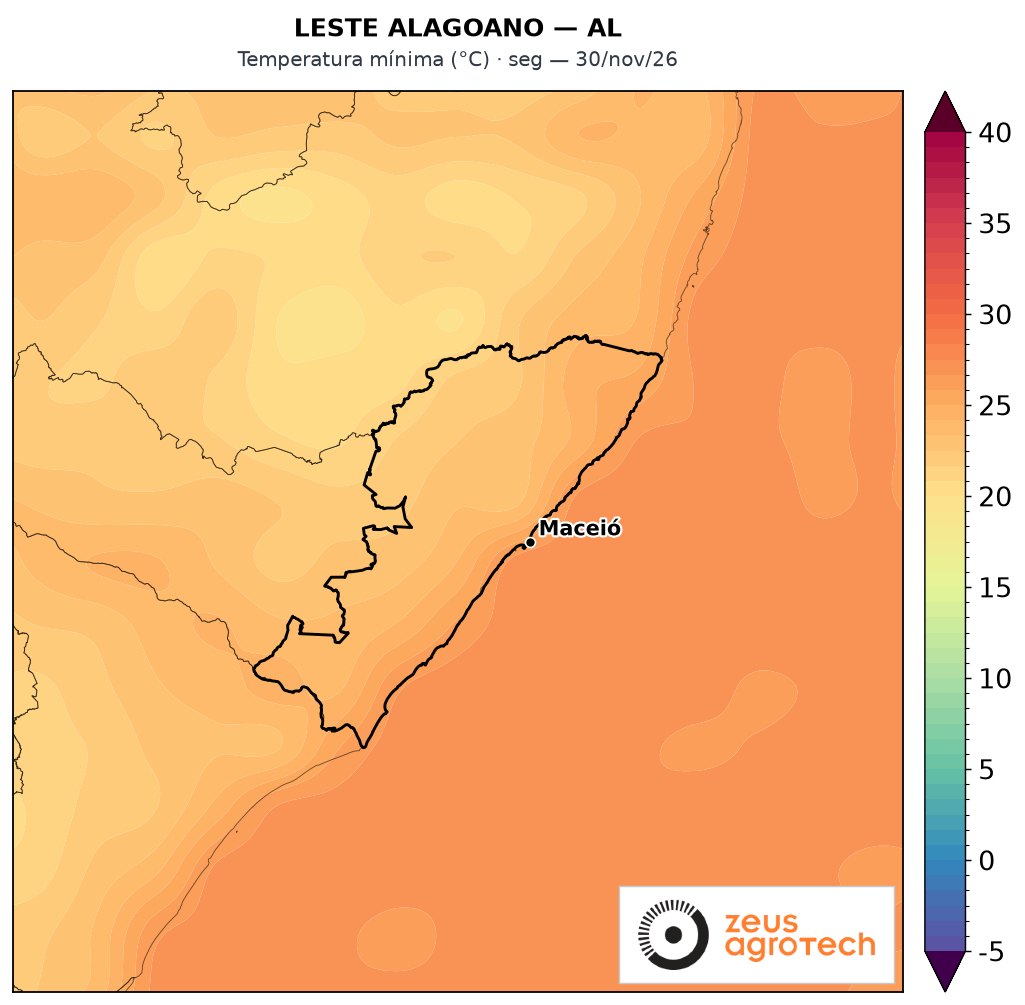 LESTE ALAGOANO — AL
Temperatura mínima (°C) · seg — 30/nov/26
40
35
30
25
20
15
10
5
0
-5
Maceió
zeus
agrotech